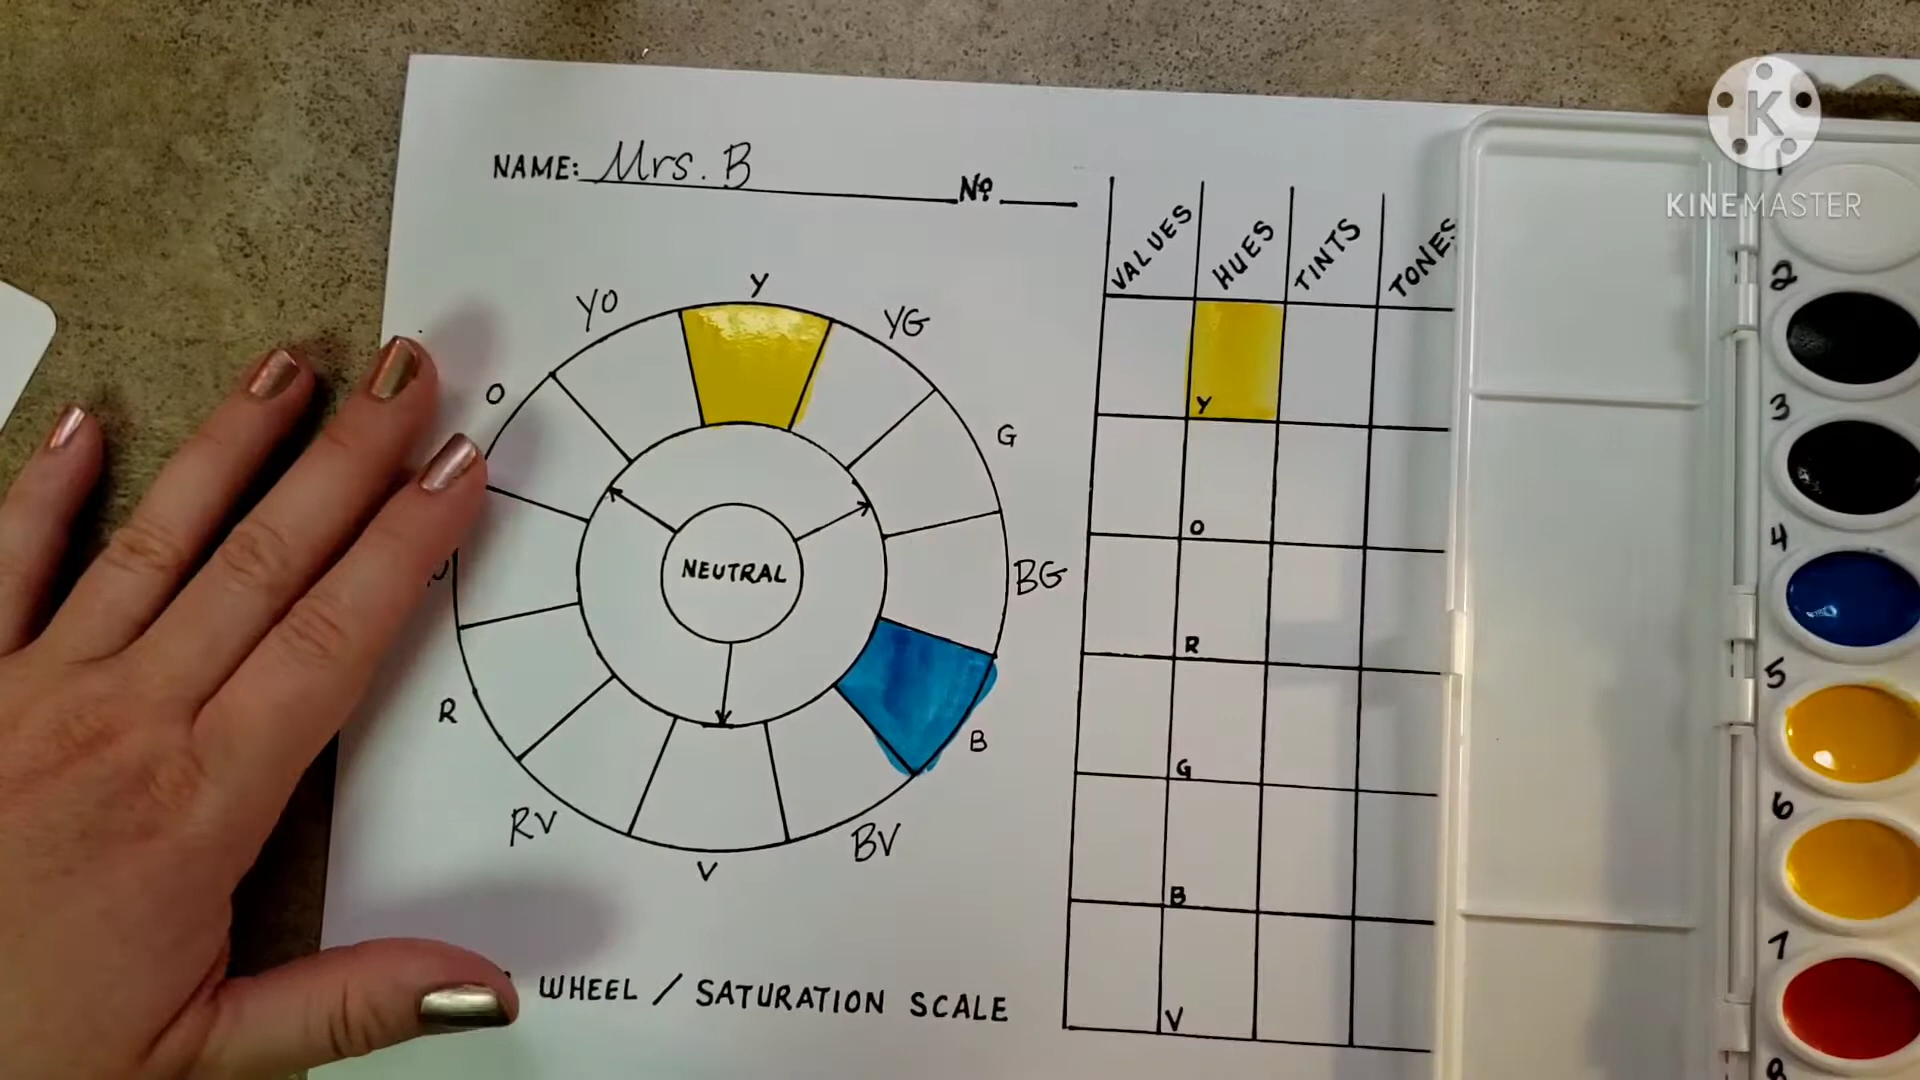 NAME: Mrs. B Nº
VALUES
HUES
TINTS
TONES
Y
YO
YG
O
G
NEUTRAL
BG
R
B
RV
BV
V
WHEEL / SATURATION SCALE
Y
O
R
G
B
V
K
KINEMASTER
1
2
3
4
5
6
7
8